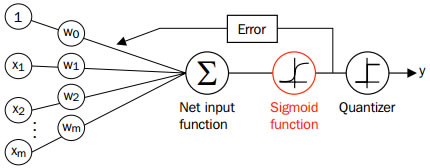 1
w0
Error
x1
w1
Σ
y
x2
w2
Net input
function
Sigmoid
function
Quantizer
xm
wm